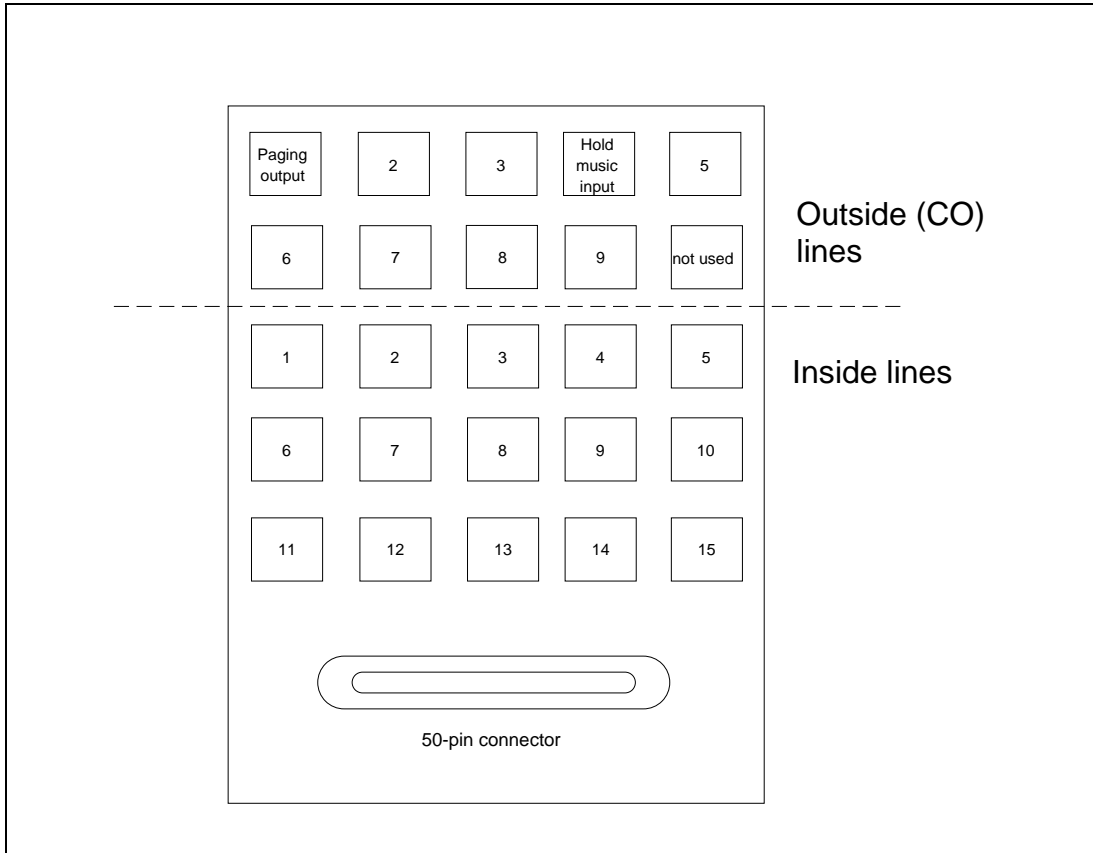 Paging
output
2
3
Hold
music
input
5
Outside (CO)
lines
6
7
8
9
not used
1
2
3
4
5
Inside lines
6
7
8
9
10
11
12
13
14
15
50-pin connector